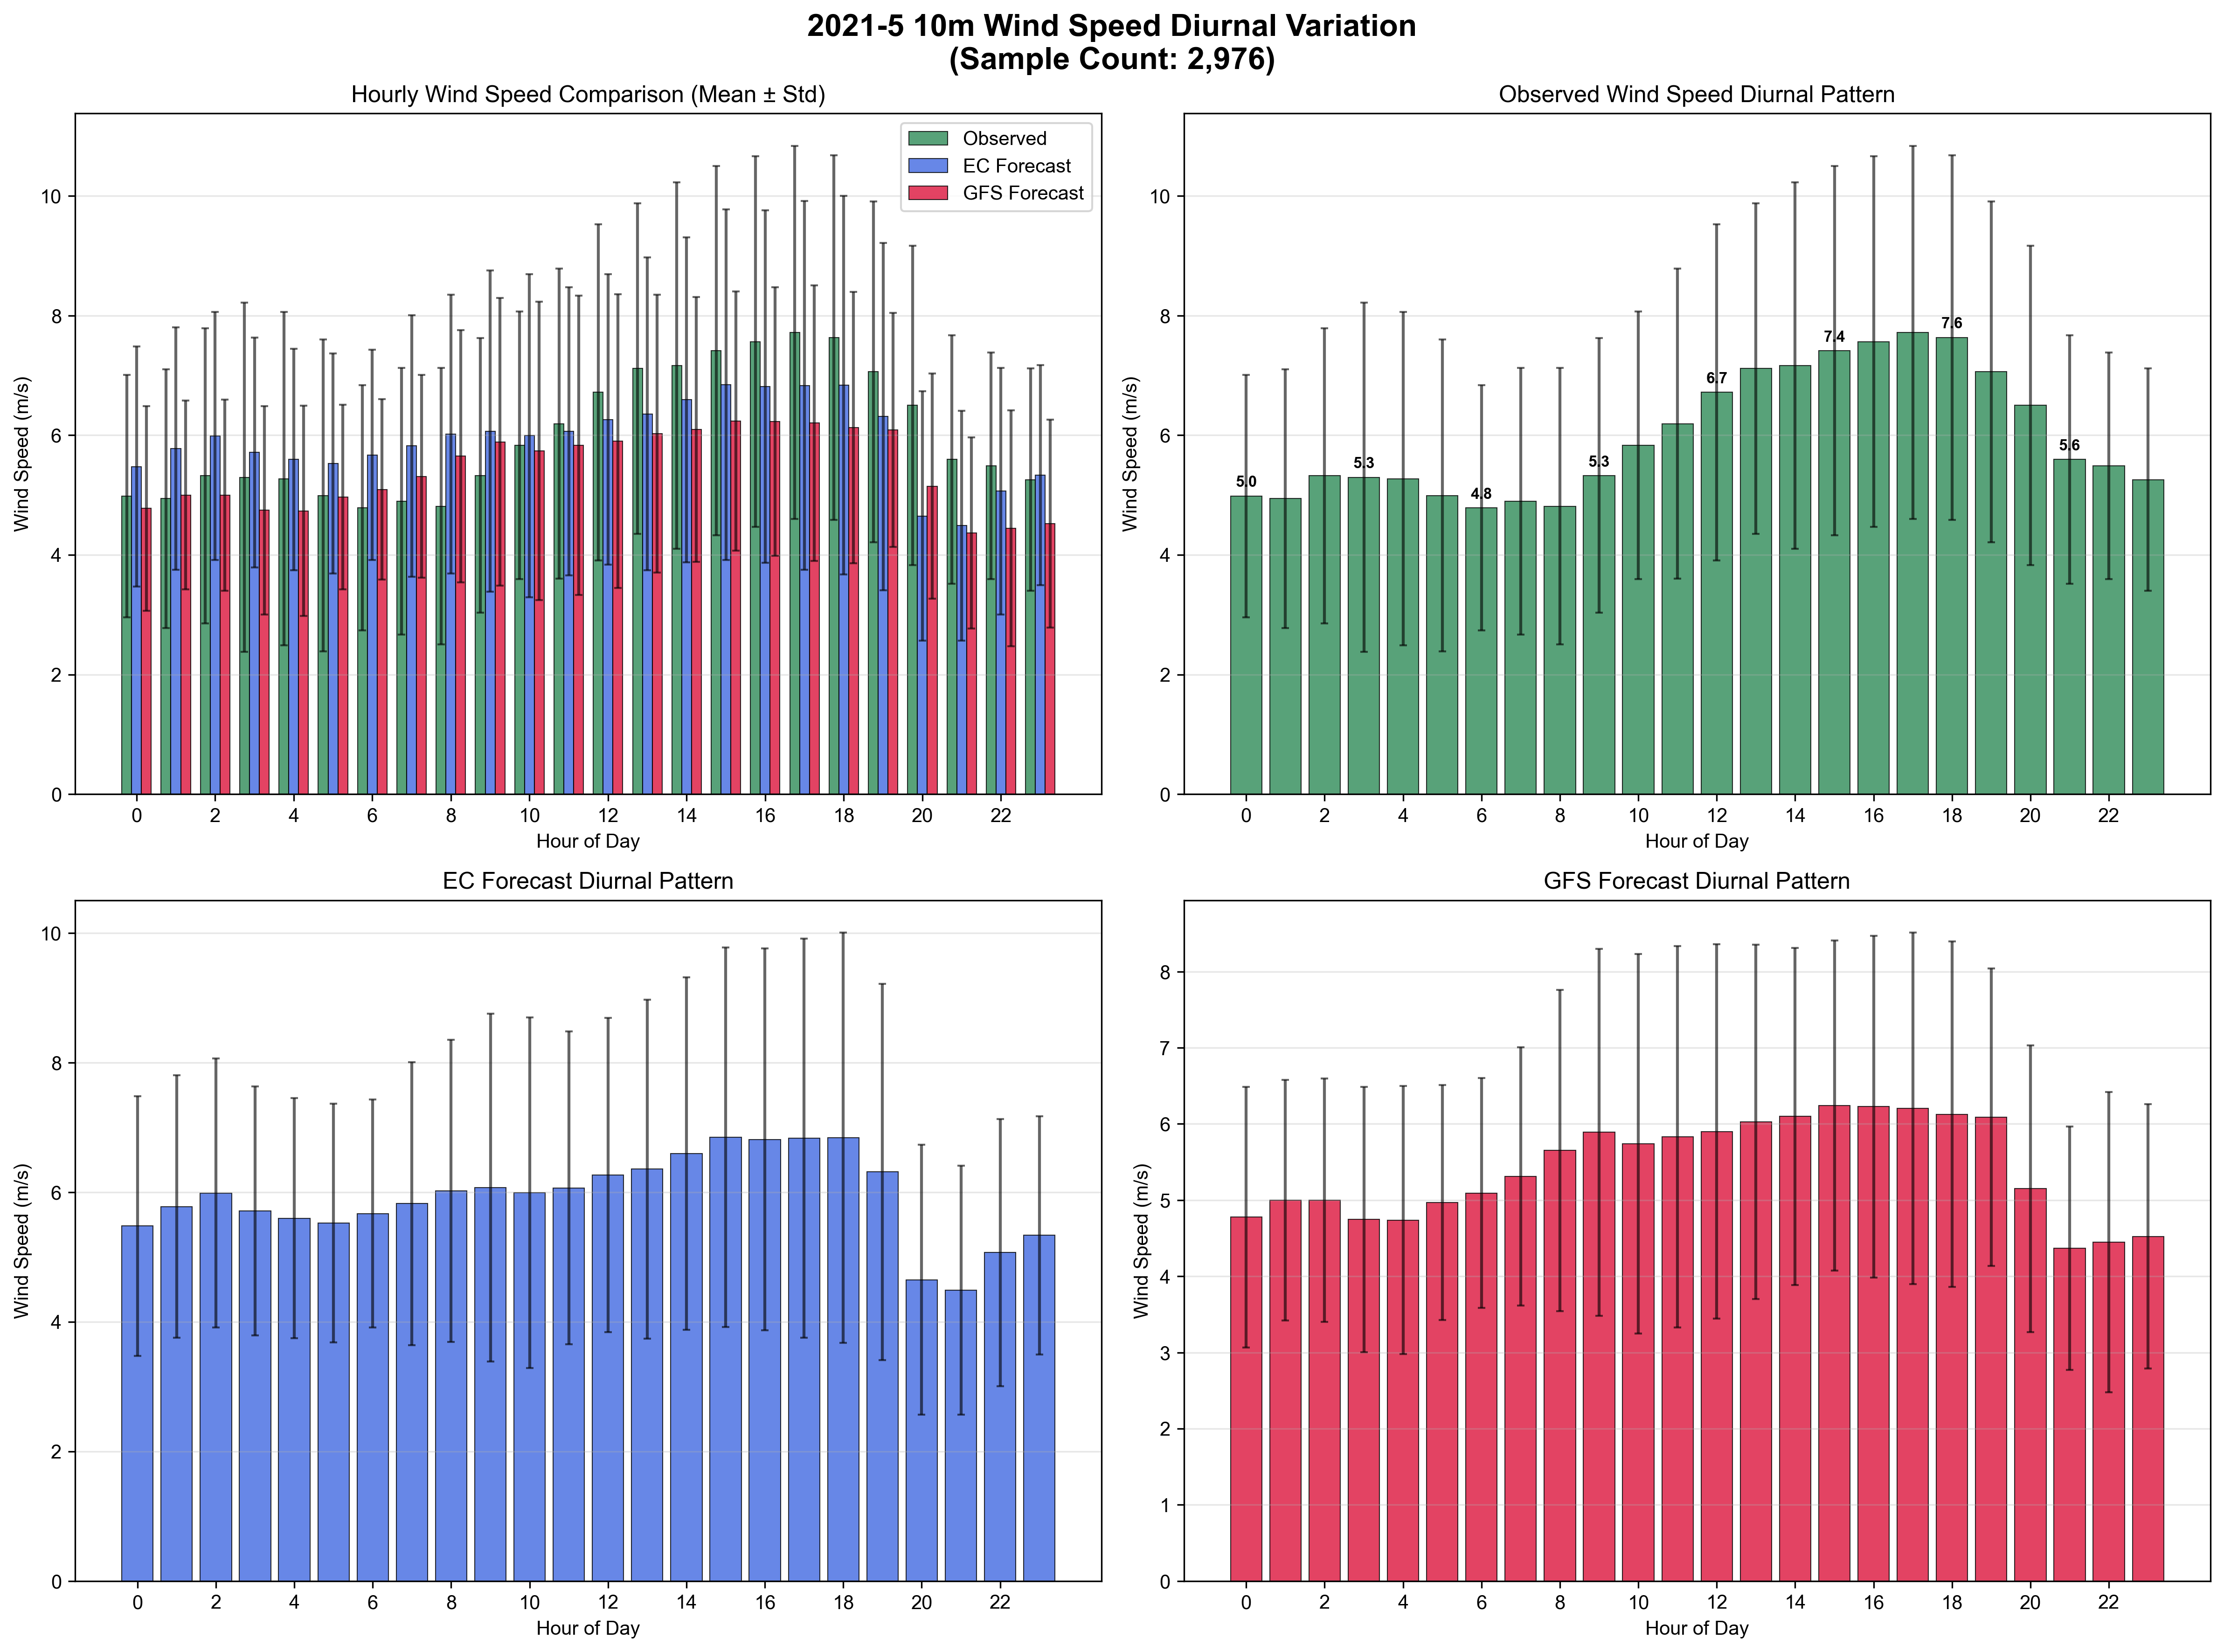 2021-5 10m Wind Speed Diurnal Variation
(Sample Count: 2,976)
Hourly Wind Speed Comparison (Mean ± Std)
Observed
EC Forecast
GFS Forecast
Wind Speed (m/s)
10
8
6
4
2
0
0 2 4 6 8 10 12 14 16 18 20 22
Hour of Day
Observed Wind Speed Diurnal Pattern
Wind Speed (m/s)
10
8
6
4
2
0
5.0 5.3 4.8 5.3 6.7 7.4 7.6 5.6
0 2 4 6 8 10 12 14 16 18 20 22
Hour of Day
EC Forecast Diurnal Pattern
Wind Speed (m/s)
10
8
6
4
2
0
0 2 4 6 8 10 12 14 16 18 20 22
Hour of Day
GFS Forecast Diurnal Pattern
Wind Speed (m/s)
8
7
6
5
4
3
2
1
0
0 2 4 6 8 10 12 14 16 18 20 22
Hour of Day